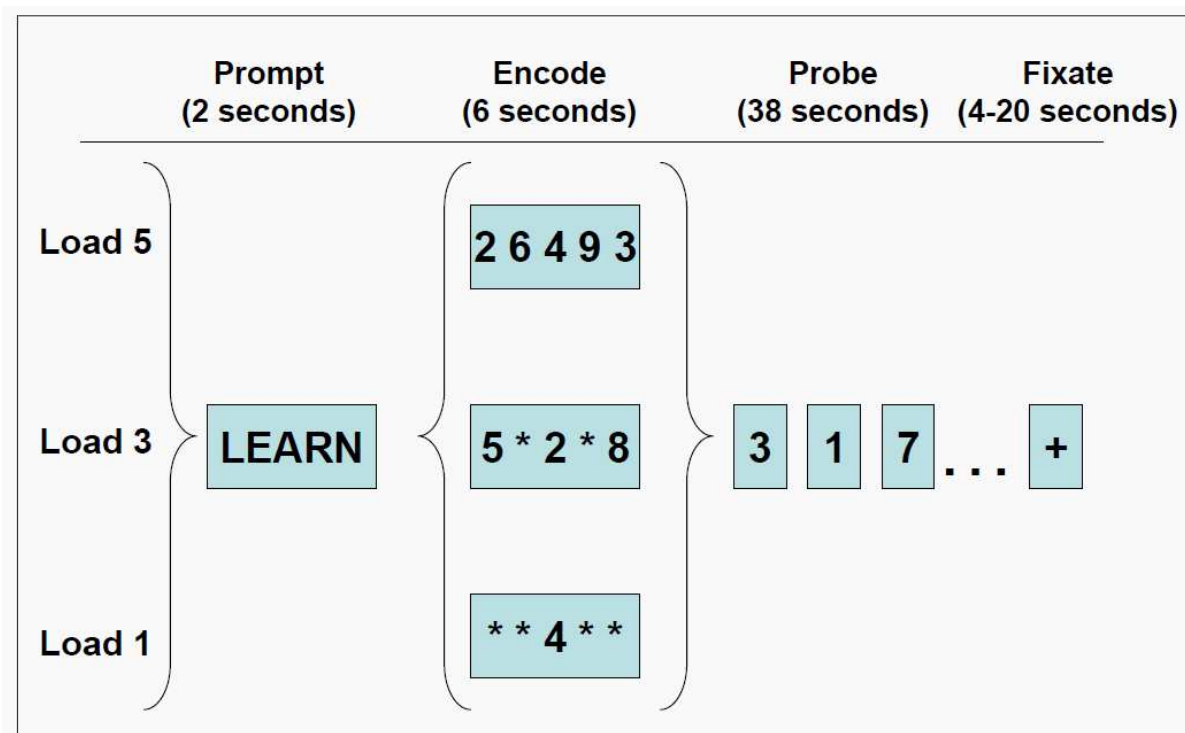 Prompt Encode Probe Fixate
(2 seconds) (6 seconds) (38 seconds) (4-20 seconds)
Load 5 2 6 4 9 3
Load 3 LEARN 5 * 2 * 8 3 1 7 . . . +
Load 1 * * 4 * *